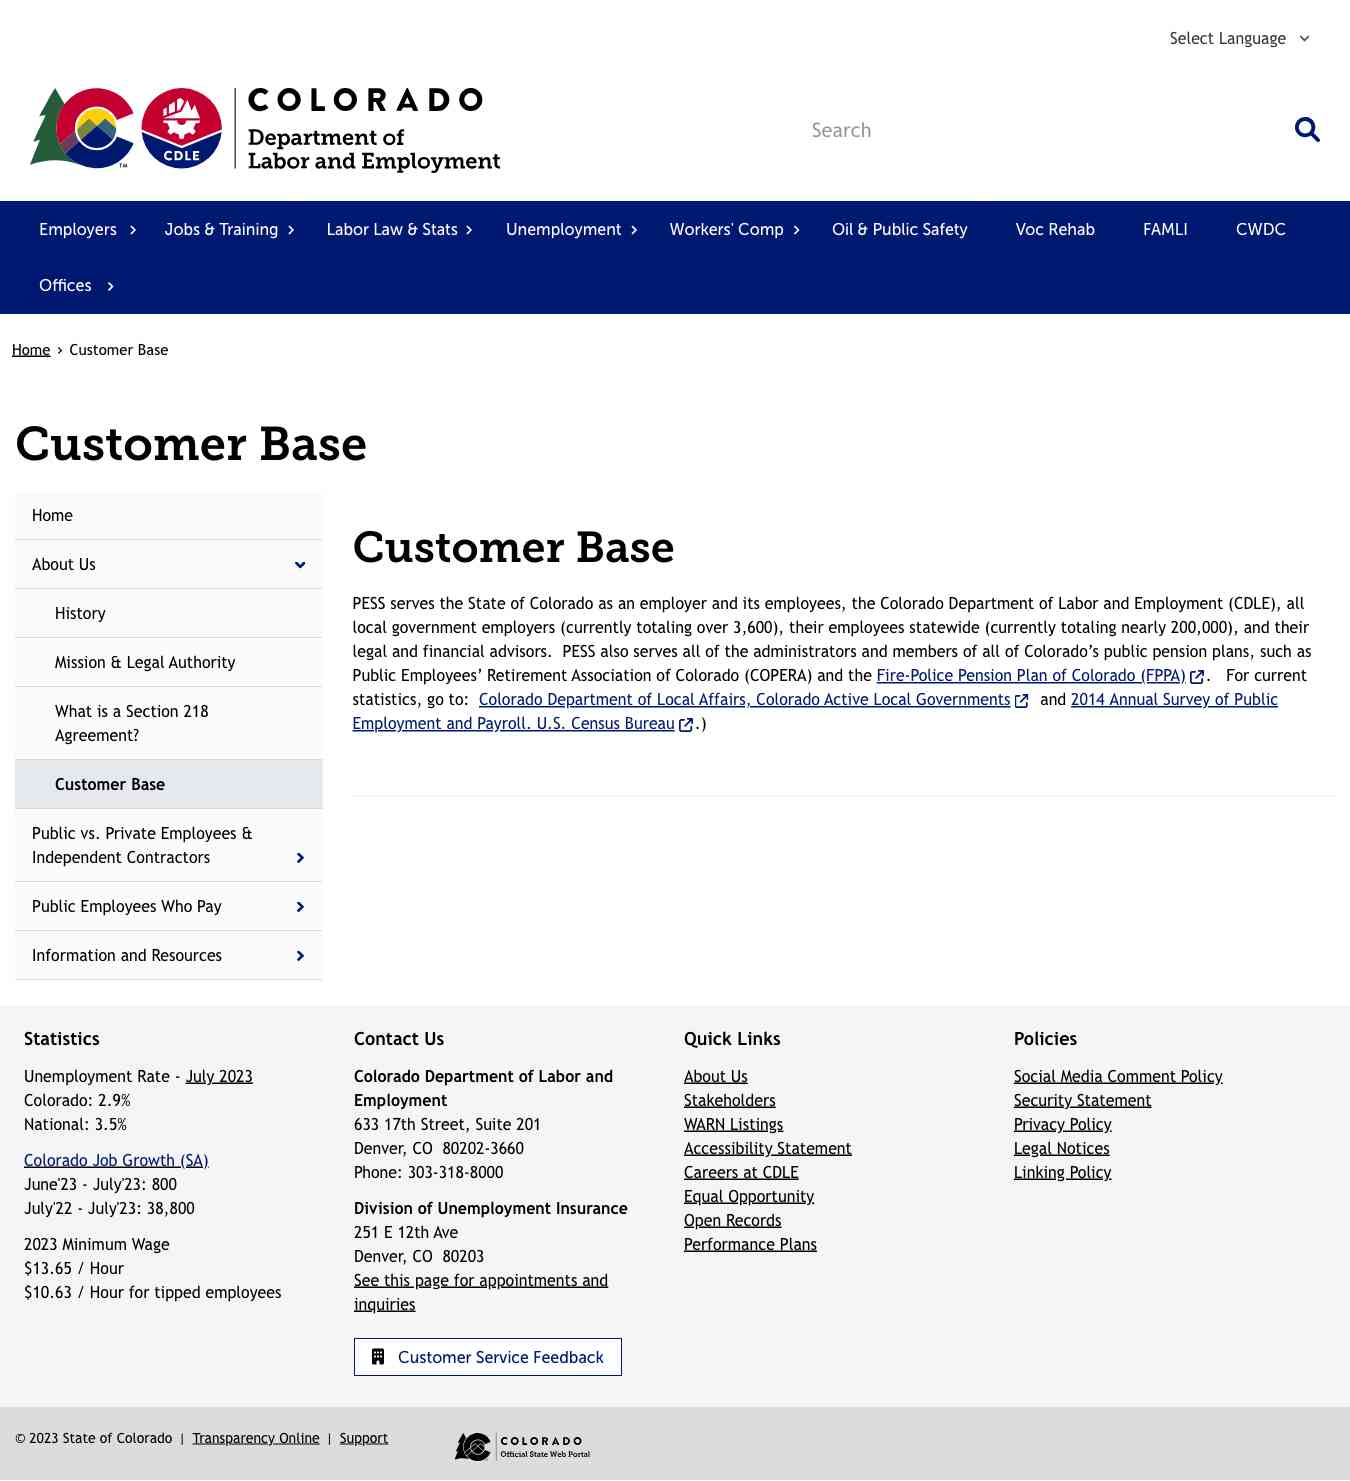 Select Language
COLORADO
Department of
Labor and Employment
CDLE
TM
Search
Employers
Jobs & Training
Labor Law & Stats
Unemployment
Workers' Comp
Oil & Public Safety
Voc Rehab
FAMLI
CWDC
Offices
Home › Customer Base
Customer Base
Home
About Us
History
Mission & Legal Authority
What is a Section 218
Agreement?
Customer Base
Public vs. Private Employees &
Independent Contractors
Public Employees Who Pay
Information and Resources
Customer Base
PESS serves the State of Colorado as an employer and its employees, the Colorado Department of Labor and Employment (CDLE), all
local government employers (currently totaling over 3,600), their employees statewide (currently totaling nearly 200,000), and their
legal and financial advisors.  PESS also serves all of the administrators and members of all of Colorado’s public pension plans, such as
Public Employees’ Retirement Association of Colorado (COPERA) and the Fire-Police Pension Plan of Colorado (FPPA) .   For current
statistics, go to:  Colorado Department of Local Affairs, Colorado Active Local Governments  and 2014 Annual Survey of Public
Employment and Payroll. U.S. Census Bureau .)
Statistics
Unemployment Rate - July 2023
Colorado: 2.9%
National: 3.5%
Colorado Job Growth (SA)
June'23 - July'23: 800
July'22 - July'23: 38,800
2023 Minimum Wage
$13.65 / Hour
$10.63 / Hour for tipped employees
Contact Us
Colorado Department of Labor and
Employment
633 17th Street, Suite 201
Denver, CO  80202-3660
Phone: 303-318-8000
Division of Unemployment Insurance
251 E 12th Ave
Denver, CO  80203
See this page for appointments and
inquiries
Customer Service Feedback
Quick Links
About Us
Stakeholders
WARN Listings
Accessibility Statement
Careers at CDLE
Equal Opportunity
Open Records
Performance Plans
Policies
Social Media Comment Policy
Security Statement
Privacy Policy
Legal Notices
Linking Policy
© 2023 State of Colorado | Transparency Online | Support
COLORADO
Official State Web Portal